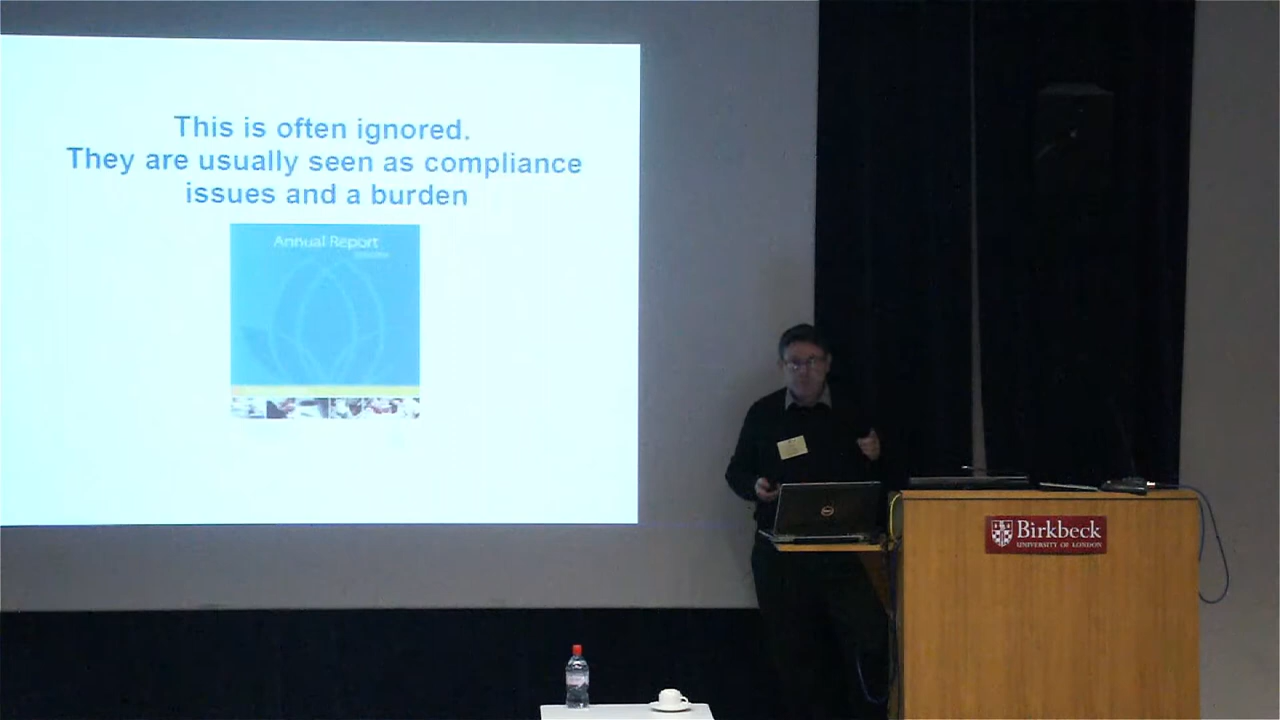 This is often ignored.
They are usually seen as compliance
issues and a burden
Annual Report
Birkbeck
UNIVERSITY OF LONDON
DELL